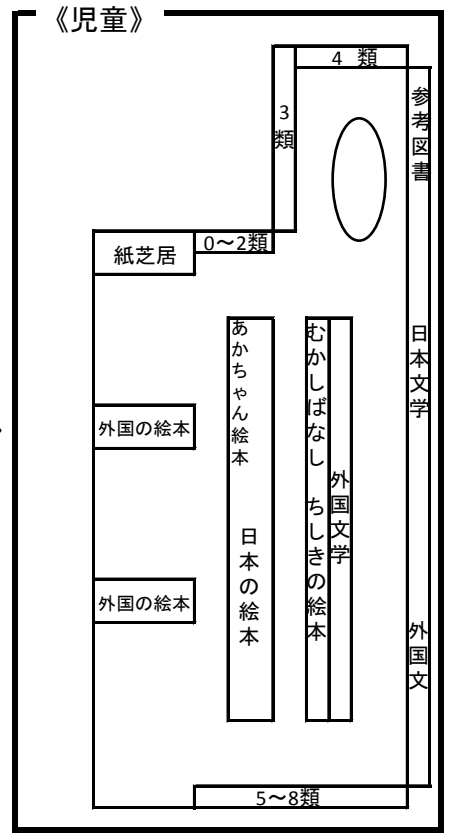 《児童》
4 類
3類
参考図書
0～2類
紙芝居
あかちゃん絵本
日本の絵本
むかしばなし ちしきの絵本
外国文学
日本文学
外国の絵本
外国の絵本
外国文
5～8類